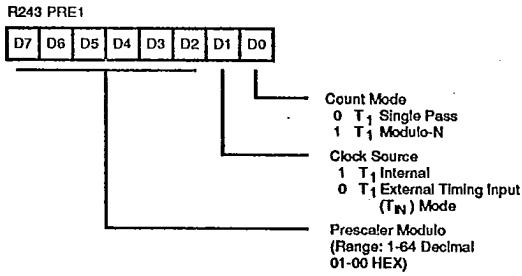 R243 PRE1
D7 D6 D5 D4 D3 D2 D1 D0
Count Mode
0 T1 Single Pass
1 T1 Modulo-N
Clock Source
1 T1 Internal
0 T1 External Timing Input
(TIN) Mode
Prescaler Modulo
(Range: 1-64 Decimal
01-00 HEX)